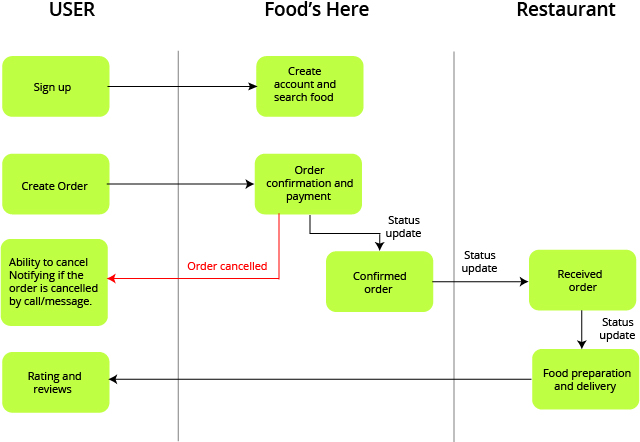 USER
Food's Here
Restaurant
Sign up
Create
account and
search food
Create Order
Order
confirmation and
payment
Status
update
Ability to cancel
Notifying if the
order is cancelled
by call/message.
Order cancelled
Confirmed
order
Status
update
Received
order
Status
update
Rating and
reviews
Food preparation
and delivery